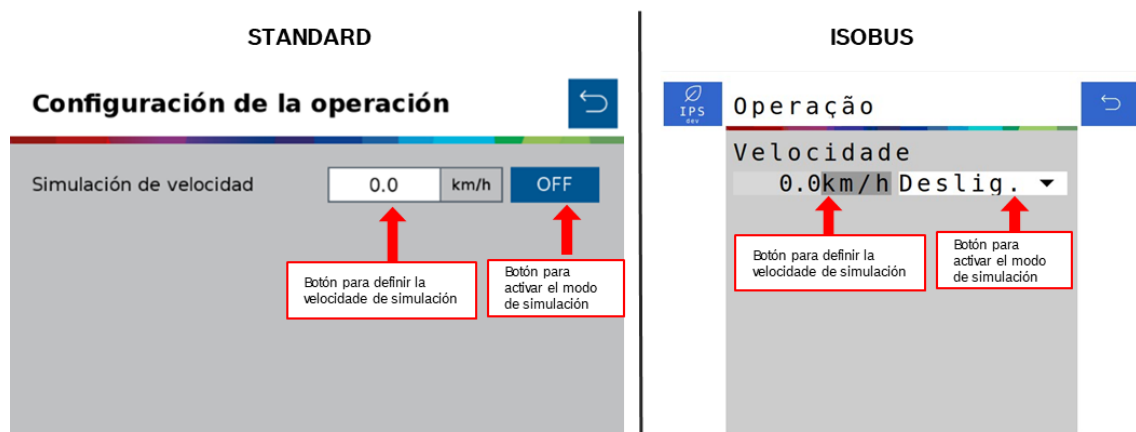 STANDARD
Configuración de la operación
Simulación de velocidad
0.0
km/h
OFF
Botón para definir la
velocidade de simulación
Botón para
activar el modo
de simulación
ISOBUS
IPS
dev
Operação
Velocidade
0.0km/h
Deslig.
Botón para definir la
velocidade de simulación
Botón para
activar el modo
de simulación